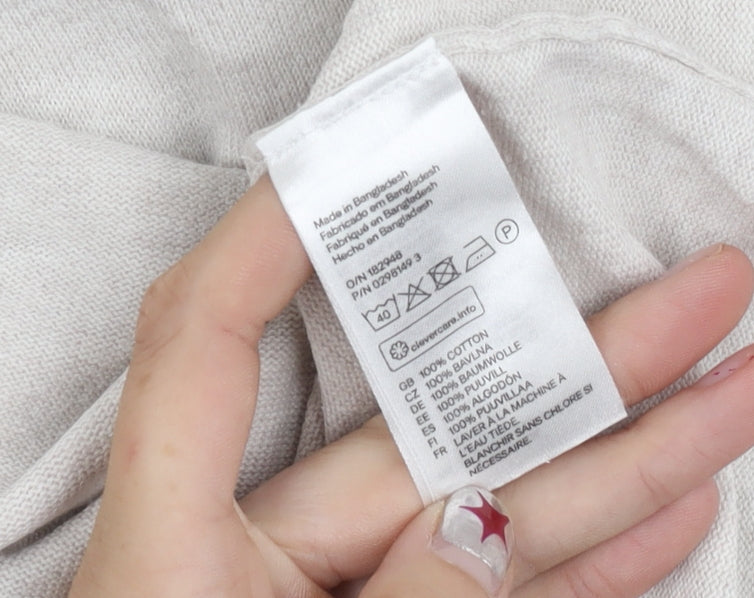 Made in Bangladesh
Fabricado em Bangladesh
Fabriqué en Bangladesh
Hecho en Bangladesh
O/N 182948
P/N 0298149 3
40
P
clevercare.info
GB 100% COTTON
CZ 100% BAVLNA
DE 100% BAUMWOLLE
EE 100% PUUVILL
ES 100% ALGODÓN
FI 100% PUUVILLAA
FR LAVER À LA MACHINE À
L'EAU TIÈDE.
BLANCHIR SANS CHLORE SI
NÉCESSAIRE.